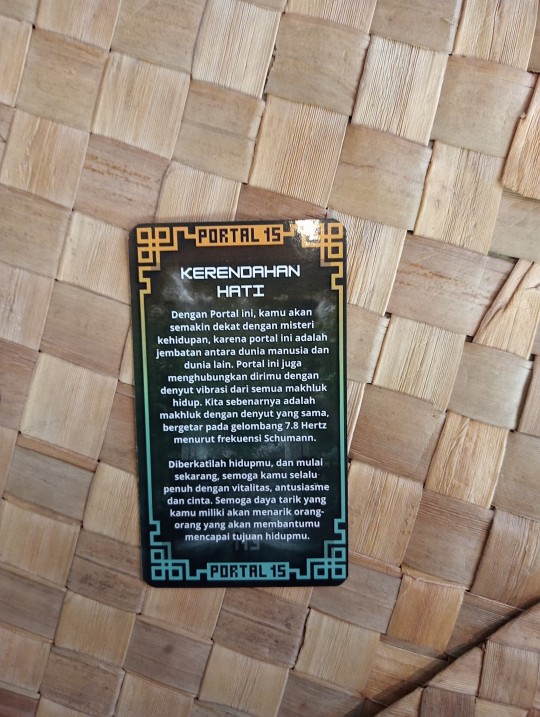 PORTAL 15
KERENDAHAN
HATI
Dengan Portal ini, kamu akan
semakin dekat dengan misteri
kehidupan, karena portal ini adalah
jembatan antara dunia manusia dan
dunia lain. Portal ini juga
menghubungkan dirimu dengan
denyut vibrasi dari semua makhluk
hidup. Kita sebenarnya adalah
makhluk dengan denyut yang sama,
bergetar pada gelombang 7.8 Hertz
menurut frekuensi Schumann.
Diberkatilah hidupmu, dan mulai
sekarang, semoga kamu selalu
penuh dengan vitalitas, antusiasme
dan cinta. Semoga daya tarik yang
kamu miliki akan menarik orang-
orang yang akan membantumu
mencapai tujuan hidupmu.
PORTAL 15